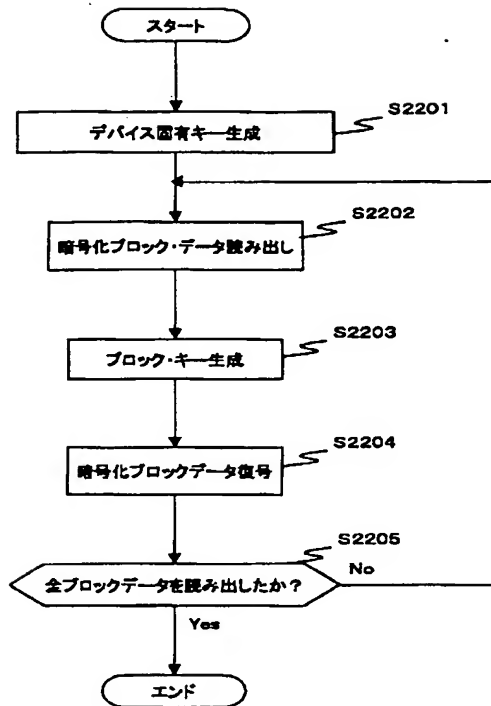 スタート
S2201
デバイス固有キー生成
S2202
暗号化ブロック・データ読み出し
S2203
ブロック・キー生成
S2204
暗号化ブロックデータ復号
S2205
全ブロックデータを読み出したか?
No
Yes
エンド